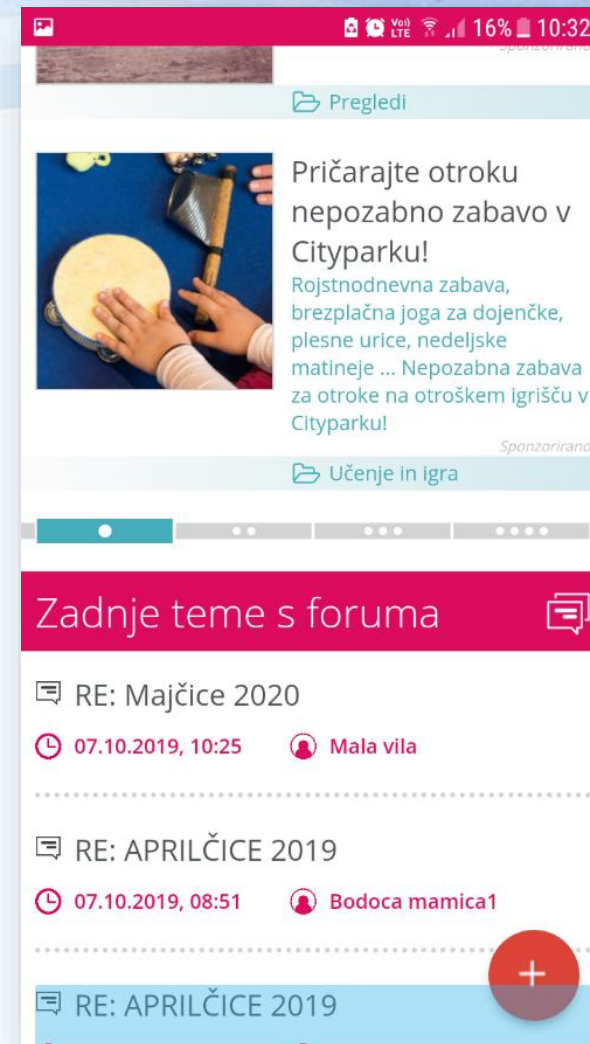 Vo))
LTE
16% 10:32
Sponzorirano
Pregledi
Pričarajte otroku
nepozabno zabavo v
Cityparku!
Rojstnodnevna zabava,
brezplačna joga za dojenčke,
plesne urice, nedeljske
matineje ... Nepozabna zabava
za otroke na otroškem igrišču v
Cityparku!
Sponzorirano
Učenje in igra
Zadnje teme s foruma
RE: Majčice 2020
07.10.2019, 10:25 Mala vila
RE: APRILČICE 2019
07.10.2019, 08:51 Bodoca mamica1
+
RE: APRILČICE 2019